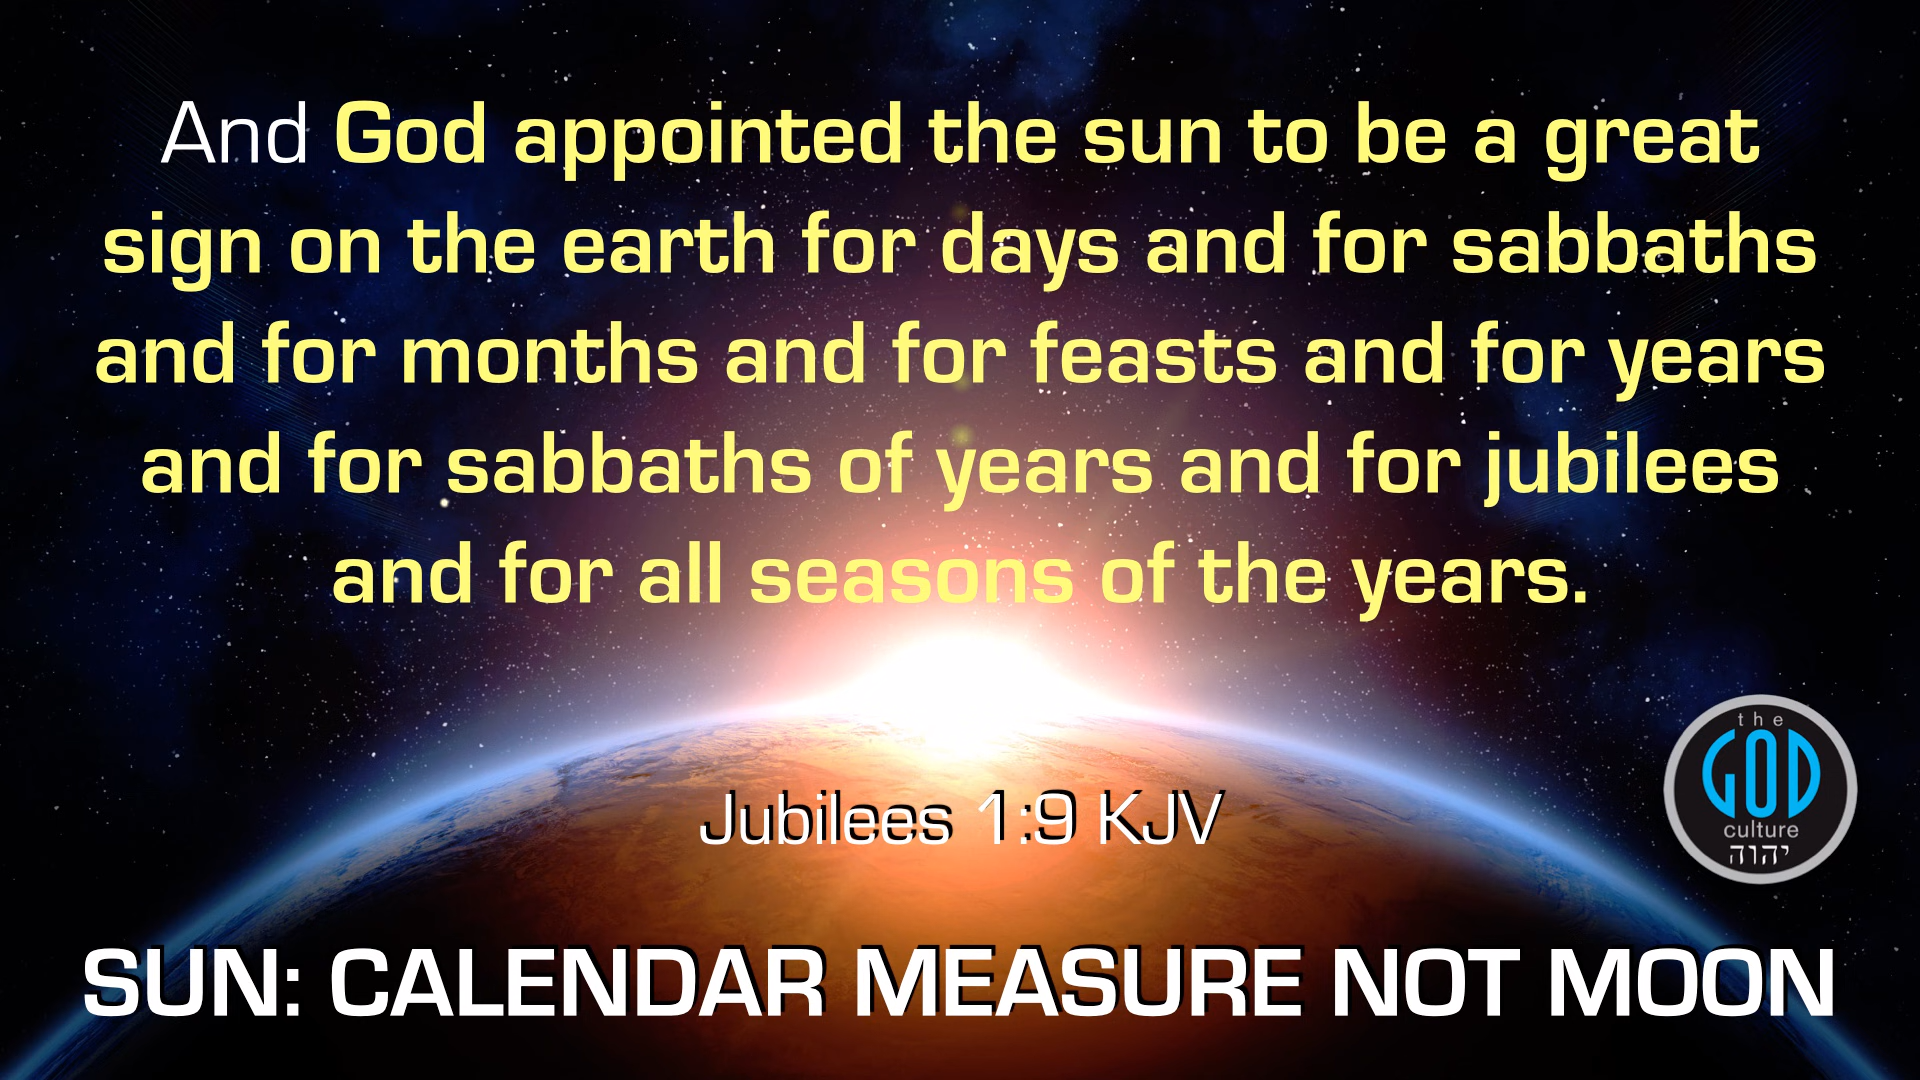 And God appointed the sun to be a great
sign on the earth for days and for sabbaths
and for months and for feasts and for years
and for sabbaths of years and for jubilees
and for all seasons of the years.
the
GOD
culture
יהוה
Jubilees 1:9 KJV
SUN: CALENDAR MEASURE NOT MOON